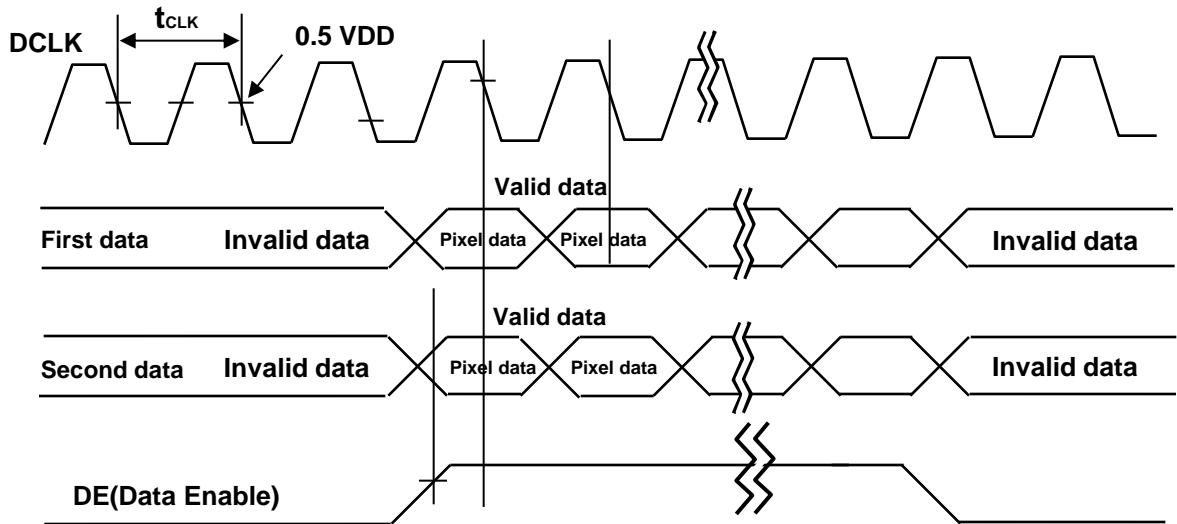 tCLK
DCLK
0.5 VDD
Valid data
First data
Invalid data
Pixel data
Pixel data
Invalid data
Valid data
Second data
Invalid data
Pixel data
Pixel data
Invalid data
DE(Data Enable)